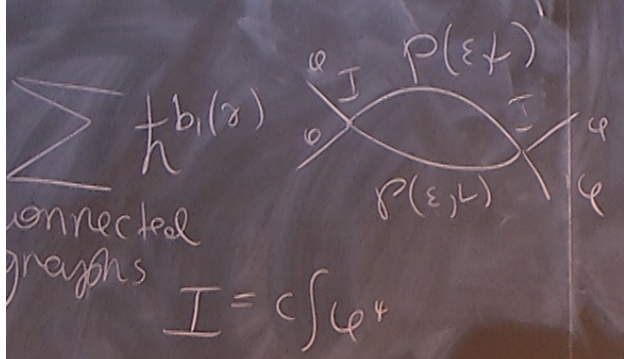 φ I P(ε,L)
∑ ħ^{b₁(γ)} φ I φ
P(ε,L) φ
connected
graphs
I = c∫φ⁴